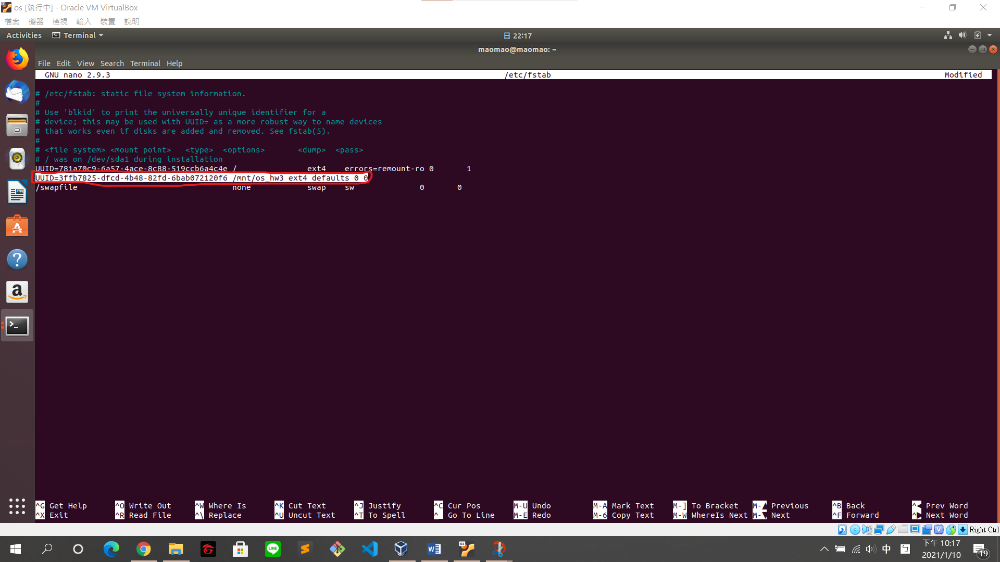 os [執行中] - Oracle VM VirtualBox
檔案 機器 檢視 輸入 裝置 說明
Activities Terminal 日 22:17
maomao@maomao: ~
File Edit View Search Terminal Help
GNU nano 2.9.3 /etc/fstab Modified
# /etc/fstab: static file system information.
#
# Use 'blkid' to print the universally unique identifier for a
# device; this may be used with UUID= as a more robust way to name devices
# that works even if disks are added and removed. See fstab(5).
#
# <file system> <mount point> <type> <options> <dump> <pass>
# / was on /dev/sda1 during installation
UUID=781a70c9-6a57-4ace-8c88-519ccb6a4c4e / ext4 errors=remount-ro 0 1
UUID=3ffb7825-dfcd-4b48-82fd-6bab072120f6 /mnt/os_hw3 ext4 defaults 0 0
/swapfile none swap sw 0 0
^G Get Help ^O Write Out ^W Where Is ^K Cut Text ^J Justify ^C Cur Pos M-U Undo M-A Mark Text M-] To Bracket M-▲ Previous ^B Back ^◀ Prev Word
^X Exit ^R Read File ^\ Replace ^U Uncut Text ^T To Spell ^_ Go To Line M-E Redo M-6 Copy Text M-W WhereIs Next M-▼ Next ^F Forward ^▶ Next Word
Right Ctrl
中 下午 10:17
2021/1/10 19